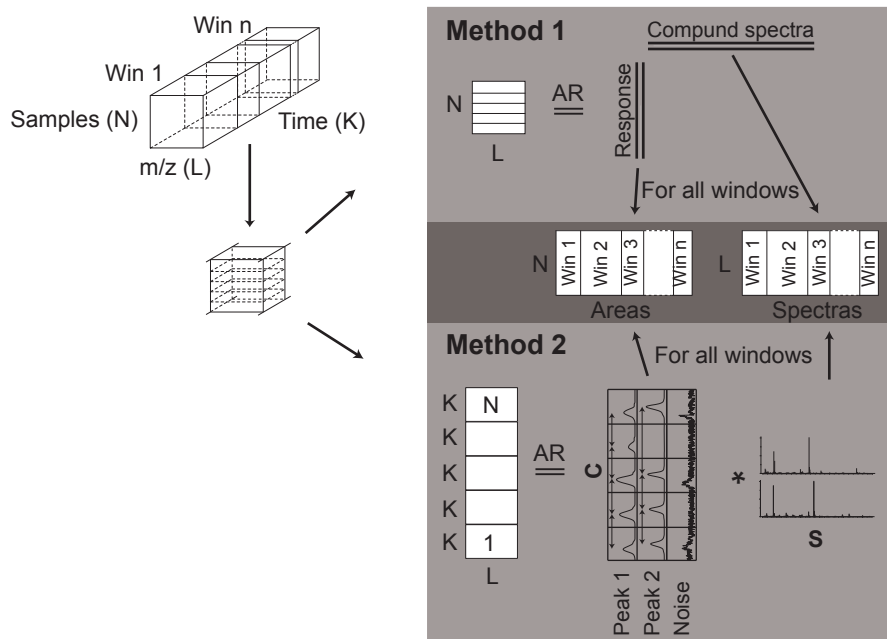 Win n
Win 1
Samples (N)
Time (K)
m/z (L)
Method 1
Compund spectra
N
AR
Response
L
For all windows
N
Win 1
Win 2
Win 3
Win n
L
Win 1
Win 2
Win 3
Win n
Areas
Spectras
Method 2
For all windows
K
N
K
K
K
K
1
L
AR
C
*
S
Peak 1
Peak 2
Noise